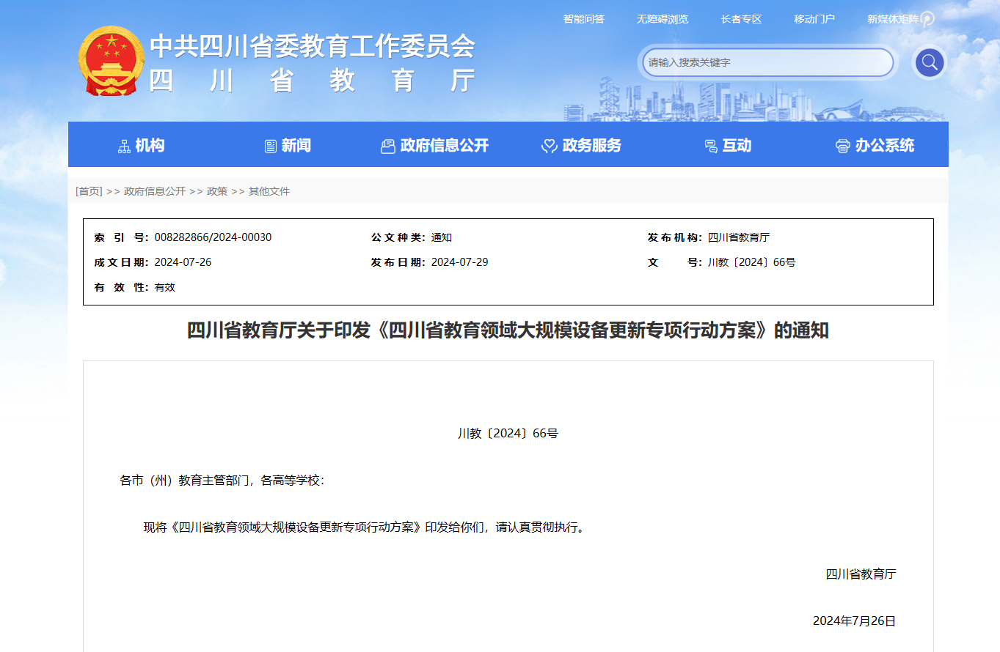 智能问答 无障碍浏览 长者专区 移动门户 新媒体矩阵
中共四川省委教育工作委员会
四川省教育厅
请输入搜索关键字
机构 新闻 政府信息公开 政务服务 互动 办公系统
[首页] >> 政府信息公开 >> 政策 >> 其他文件
索引号：008282866/2024-00030 公文种类：通知 发布机构：四川省教育厅
成文日期：2024-07-26 发布日期：2024-07-29 文号：川教〔2024〕66号
有效性：有效
四川省教育厅关于印发《四川省教育领域大规模设备更新专项行动方案》的通知
川教〔2024〕66号
各市（州）教育主管部门，各高等学校：
现将《四川省教育领域大规模设备更新专项行动方案》印发给你们，请认真贯彻执行。
四川省教育厅
2024年7月26日